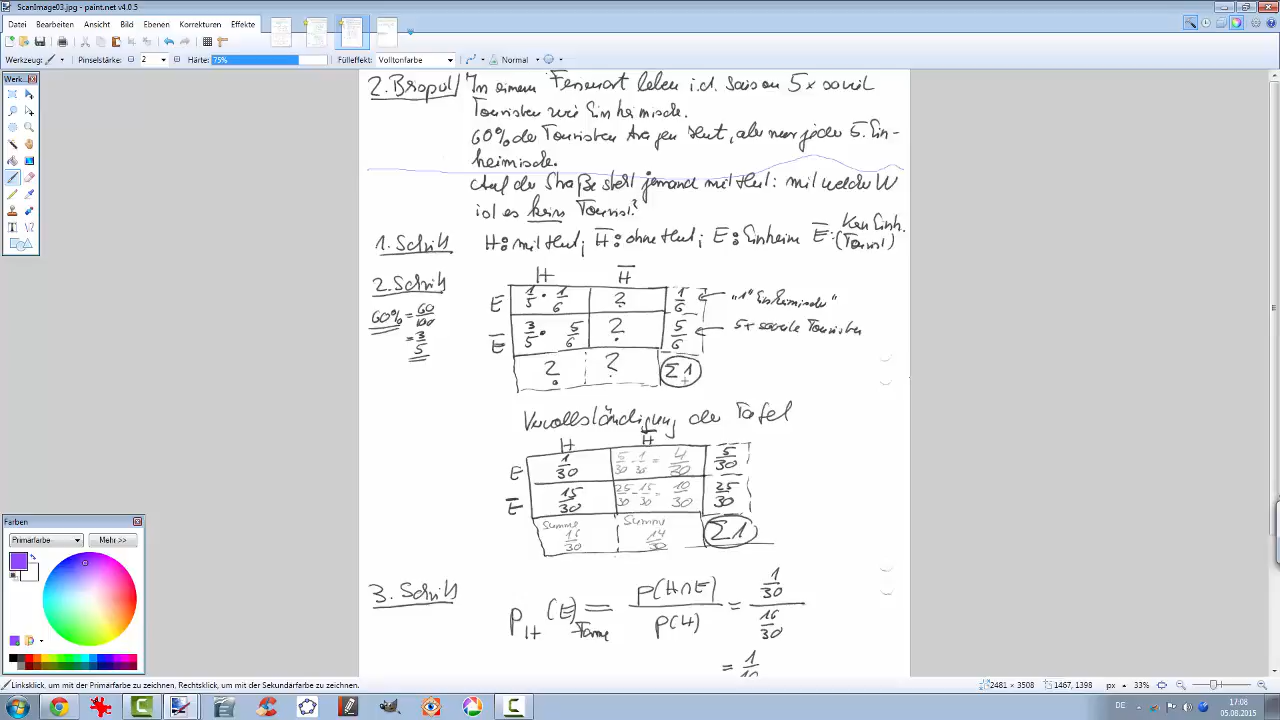 ScanImage03.jpg - paint.net v4.0.5
Datei Bearbeiten Ansicht Bild Ebenen Korrekturen Effekte
Werkzeug: Pinselstärke: 2 Härte: 75% Fülleffekt: Volltonfarbe Normal
Werk...
2. Beispiel/ In einem Ferienort leben i.d. Saison 5x soviel
Touristen wie Einheimische.
60% der Touristen tragen Hut, aber nur jeder 5. Ein-
heimische.
Auf der Straße steht jemand mit Hut: mit welcher W
ist es kein Tourist?
1. Schritt H: mit Hut; H̅: ohne Hut; E: Einheim E̅: Kein Einh. (Tourist)
2. Schritt
H H̅
E 1/5 · 1/6 ? 1/6 ← "1" Einheimischer"
60% = 60/100
= 3/5
E̅ 3/5 · 5/6 ? 5/6 ← 5x soviele Touristen
? ? Σ1
Vervollständigung der Tafel
H H̅
E 1/30 5/30 - 1/30 = 4/30 5/30
E̅ 15/30 25/30 - 15/30 = 10/30 25/30
Summe 16/30 Summe 14/30 Σ1
3. Schritt
P_H (E) = P(H∩E) / P(H) = 1/30 / 16/30
= 1/
Farben
Primärfarbe Mehr >>
Linksklick, um mit der Primärfarbe zu zeichnen, Rechtsklick, um mit der Sekundärfarbe zu zeichnen.
2481 × 3508 1467, 1398 px 33%
DE 17:08
05.08.2015